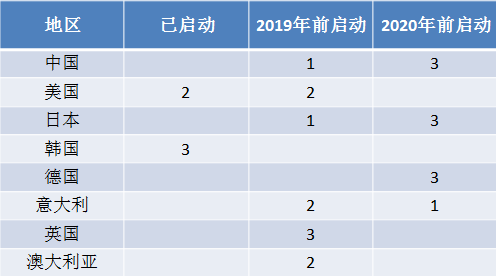 地区 已启动 2019年前启动 2020年前启动
中国 1 3
美国 2 2
日本 1 3
韩国 3
德国 3
意大利 2 1
英国 3
澳大利亚 2